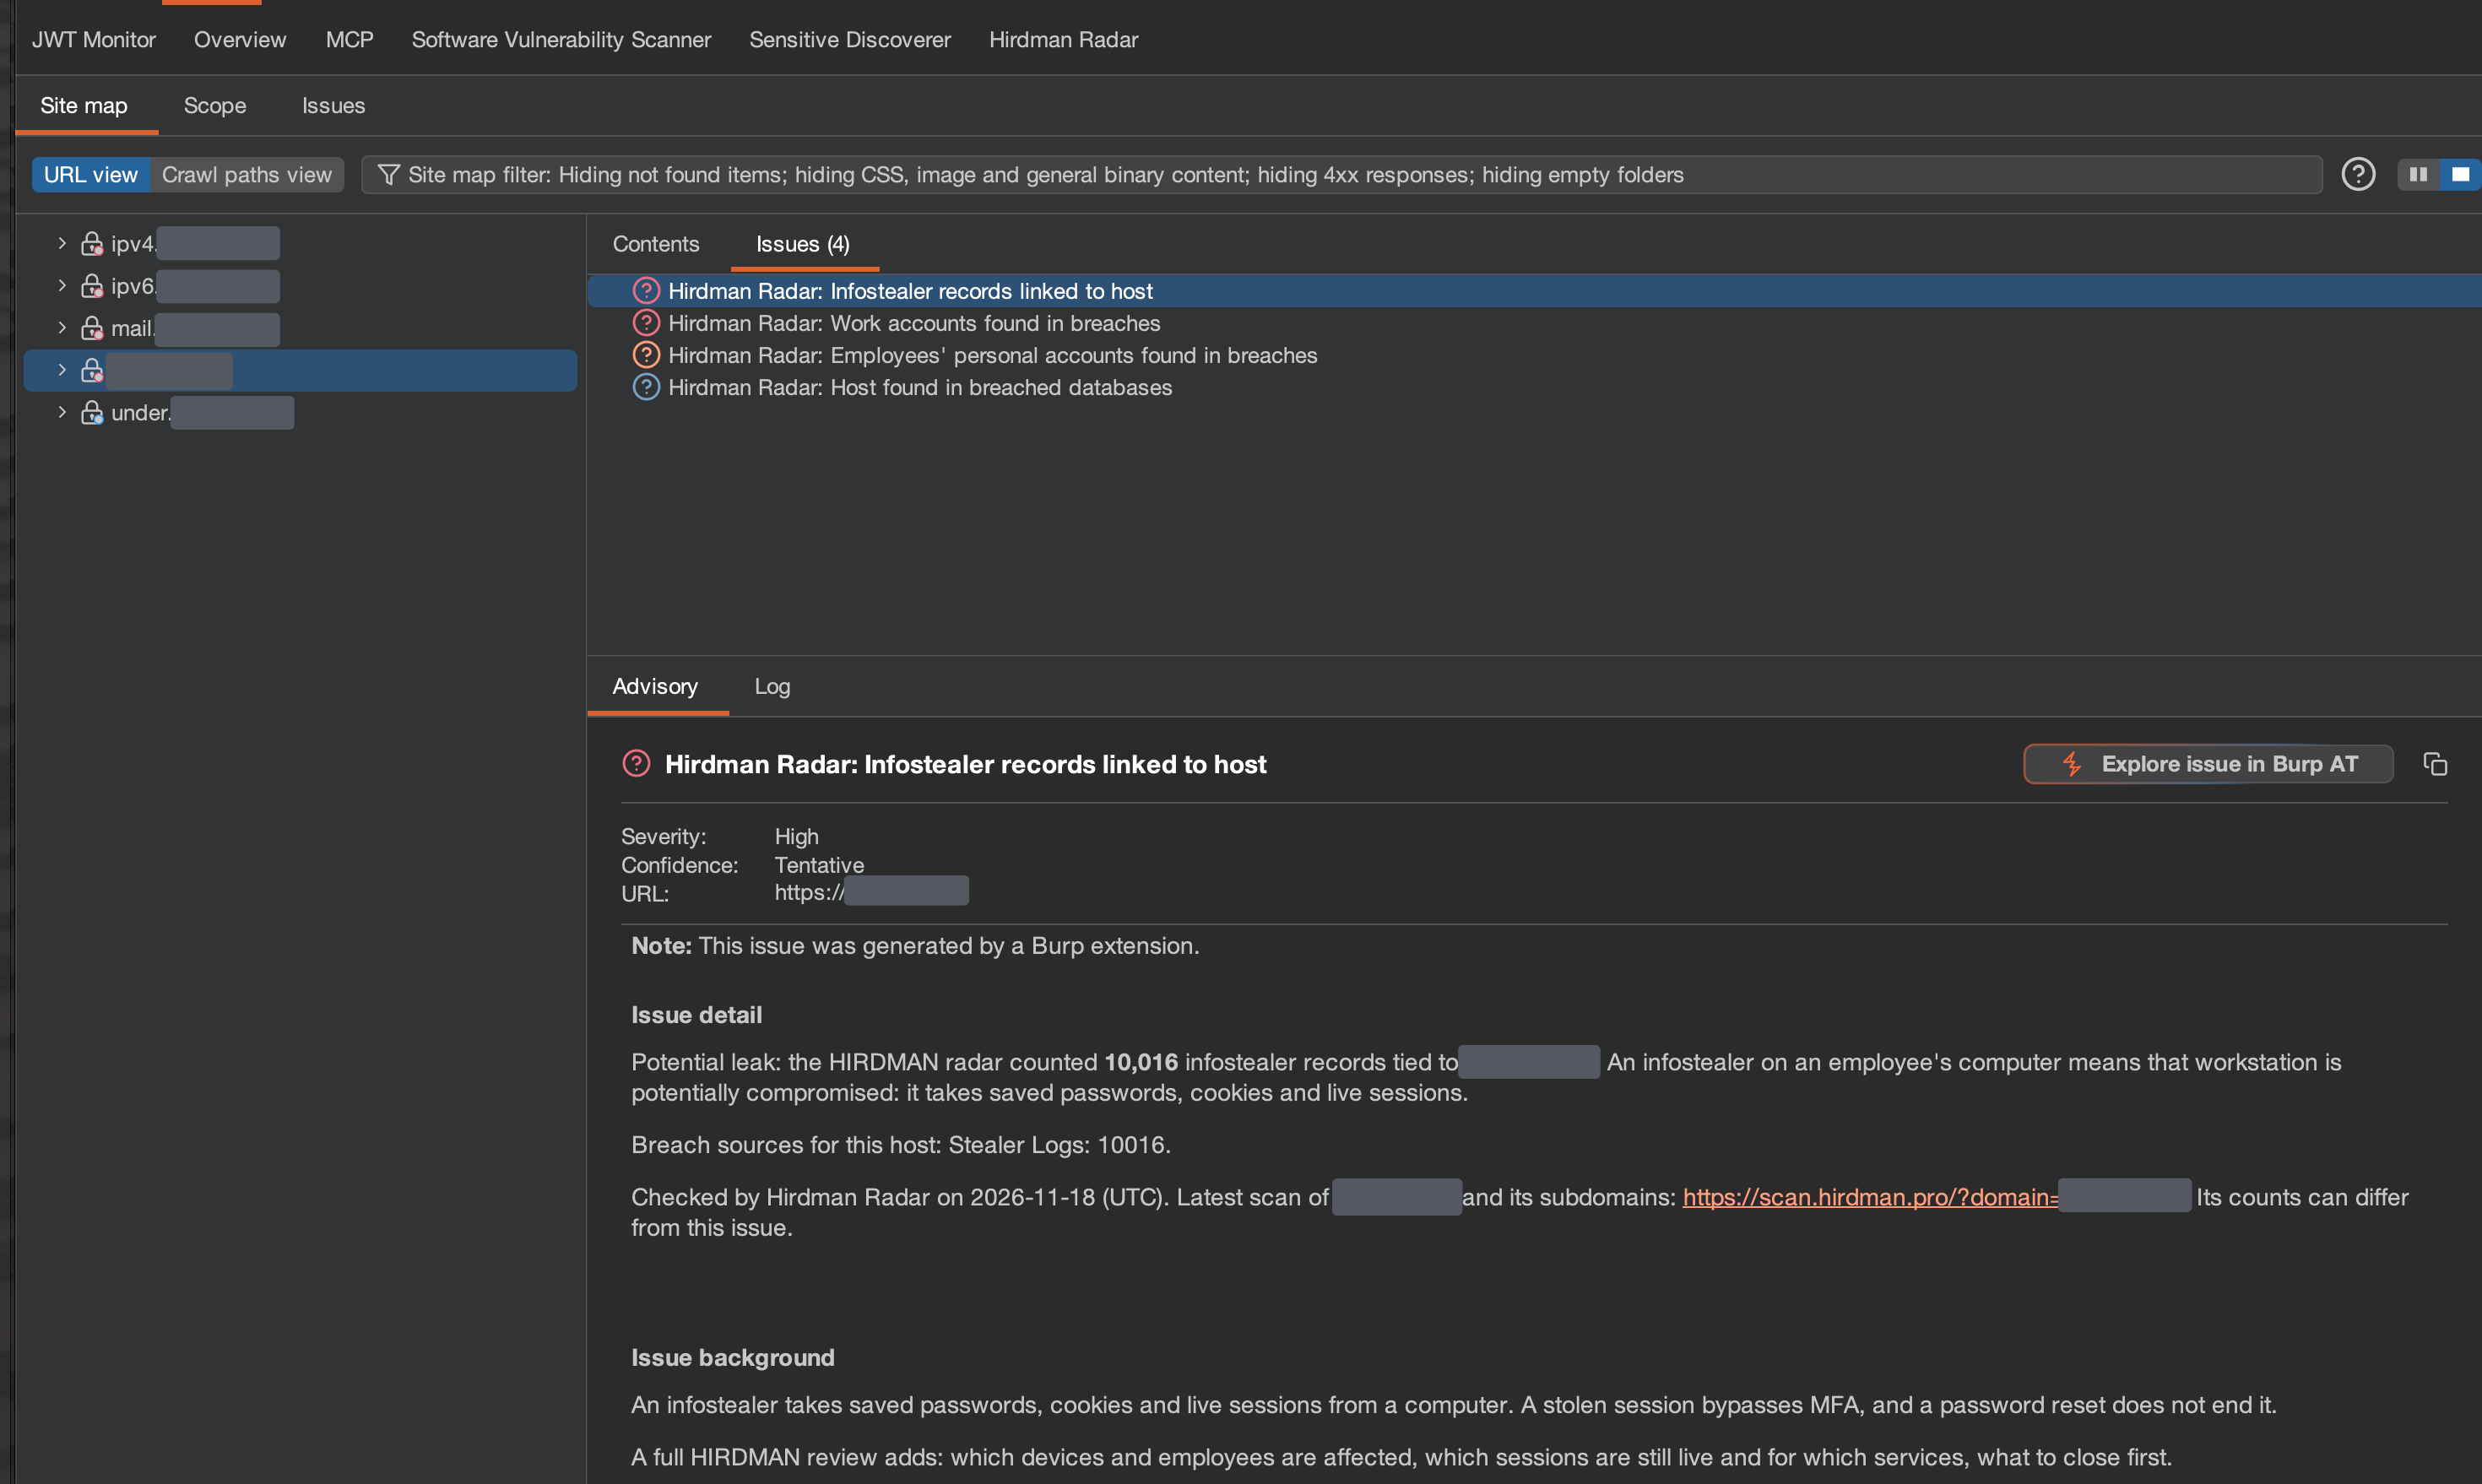 JWT Monitor Overview MCP Software Vulnerability Scanner Sensitive Discoverer Hirdman Radar
Site map Scope Issues
URL view Crawl paths view Site map filter: Hiding not found items; hiding CSS, image and general binary content; hiding 4xx responses; hiding empty folders
ipv4.
ipv6.
mail.
under.
Contents Issues (4)
Hirdman Radar: Infostealer records linked to host
Hirdman Radar: Work accounts found in breaches
Hirdman Radar: Employees' personal accounts found in breaches
Hirdman Radar: Host found in breached databases
Advisory Log
Hirdman Radar: Infostealer records linked to host Explore issue in Burp AT
Severity: High
Confidence: Tentative
URL: https://
Note: This issue was generated by a Burp extension.
Issue detail
Potential leak: the HIRDMAN radar counted 10,016 infostealer records tied to An infostealer on an employee's computer means that workstation is
potentially compromised: it takes saved passwords, cookies and live sessions.
Breach sources for this host: Stealer Logs: 10016.
Checked by Hirdman Radar on 2026-11-18 (UTC). Latest scan of and its subdomains: https://scan.hirdman.pro/?domain= Its counts can differ
from this issue.
Issue background
An infostealer takes saved passwords, cookies and live sessions from a computer. A stolen session bypasses MFA, and a password reset does not end it.
A full HIRDMAN review adds: which devices and employees are affected, which sessions are still live and for which services, what to close first.